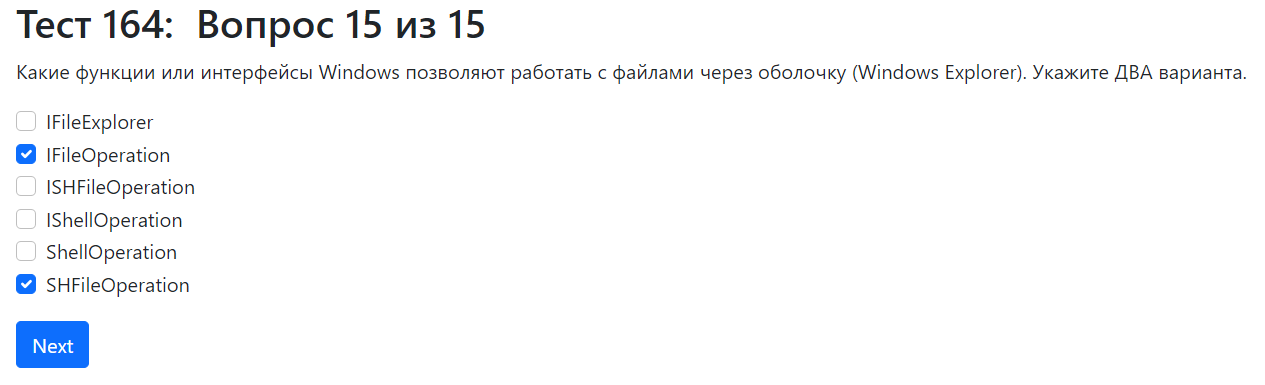 Тест 164: Вопрос 15 из 15
Какие функции или интерфейсы Windows позволяют работать с файлами через оболочку (Windows Explorer). Укажите ДВА варианта.
IFileExplorer
IFileOperation
ISHFileOperation
IShellOperation
ShellOperation
SHFileOperation
Next